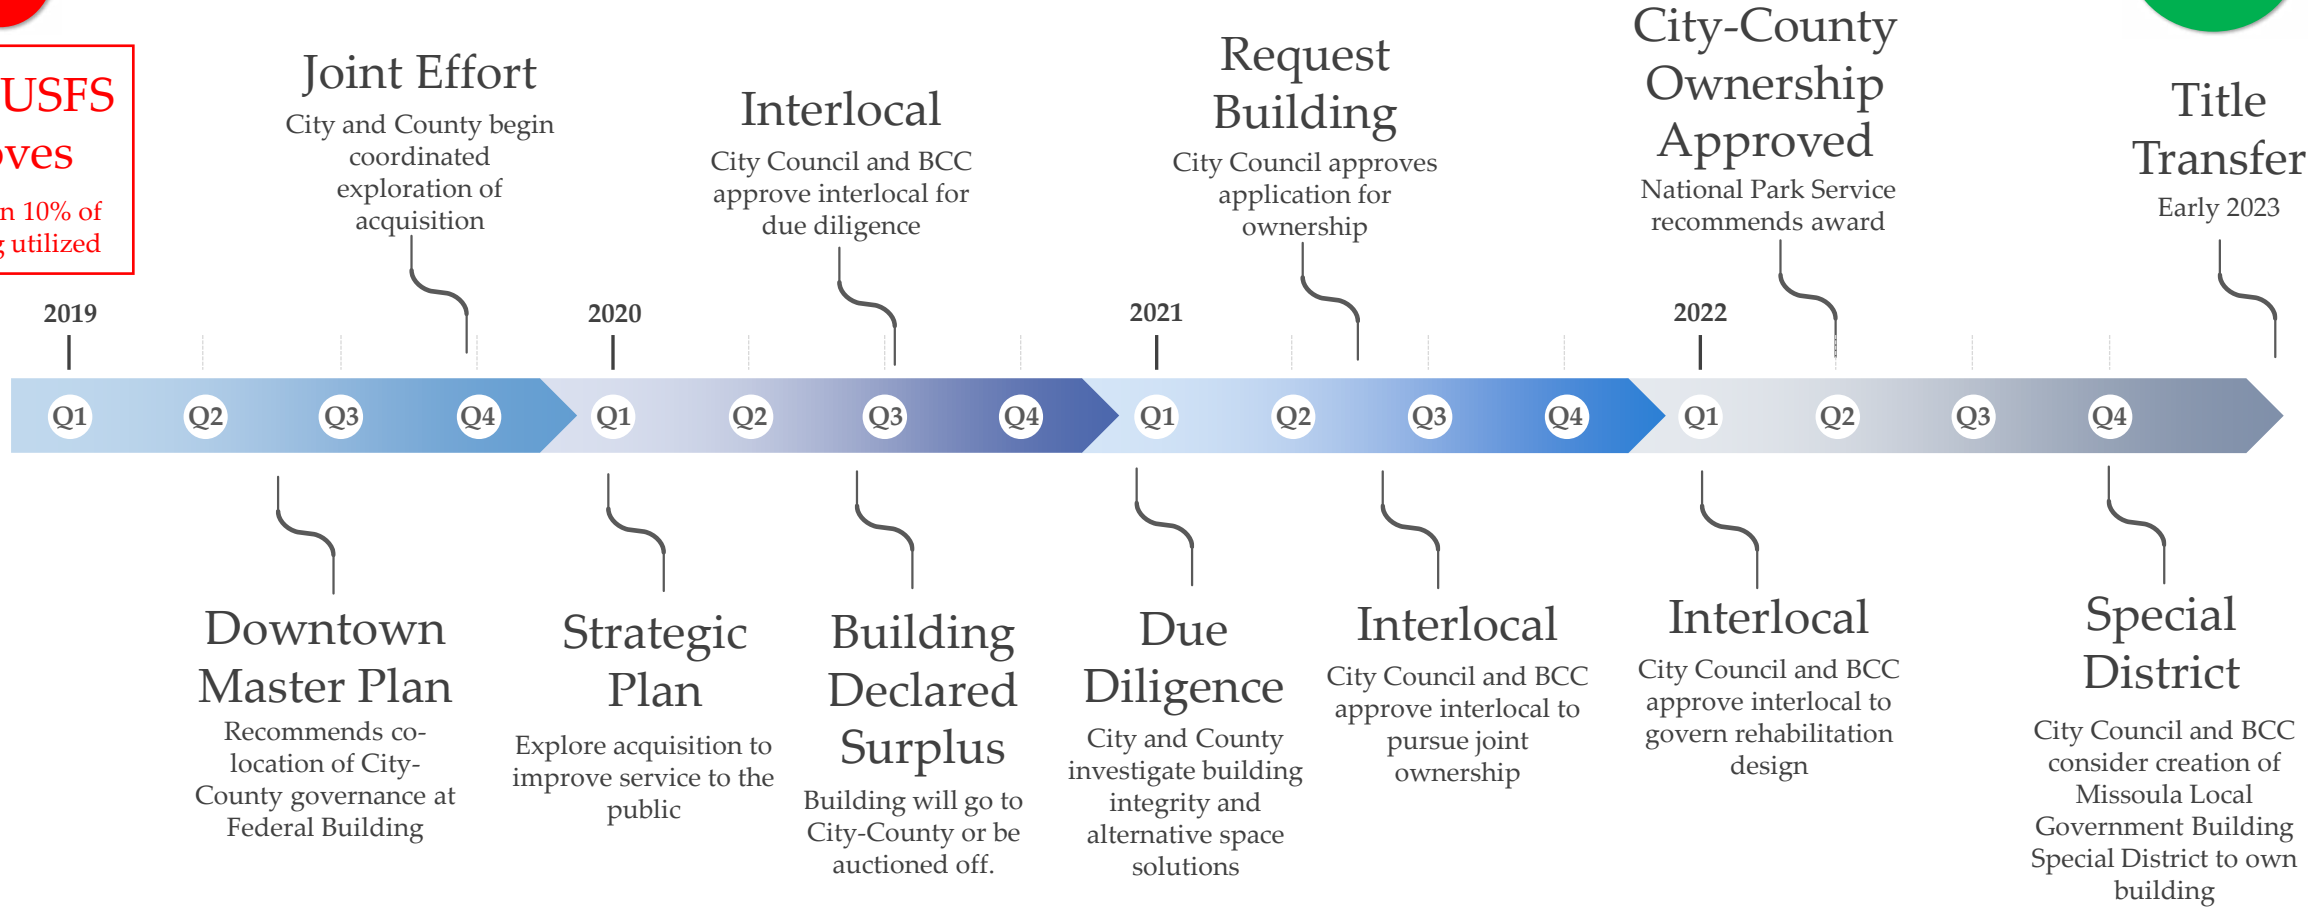 USFS
10% of
utilized
Joint Effort
City and County begin
coordinated
exploration of
acquisition
Interlocal
City Council and BCC
approve interlocal for
due diligence
Request
Building
City Council approves
application for
ownership
City-County
Ownership
Approved
National Park Service
recommends award
Title
Transfer
Early 2023
2019
2020
2021
2022
Q1
Q2
Q3
Q4
Q1
Q2
Q3
Q4
Q1
Q2
Q3
Q4
Q1
Q2
Q3
Q4
Downtown
Master Plan
Recommends co-
location of City-
County governance at
Federal Building
Strategic
Plan
Explore acquisition to
improve service to the
public
Building
Declared
Surplus
Building will go to
City-County or be
auctioned off.
Due
Diligence
City and County
investigate building
integrity and
alternative space
solutions
Interlocal
City Council and BCC
approve interlocal to
pursue joint
ownership
Interlocal
City Council and BCC
approve interlocal to
govern rehabilitation
design
Special
District
City Council and BCC
consider creation of
Missoula Local
Government Building
Special District to own
building